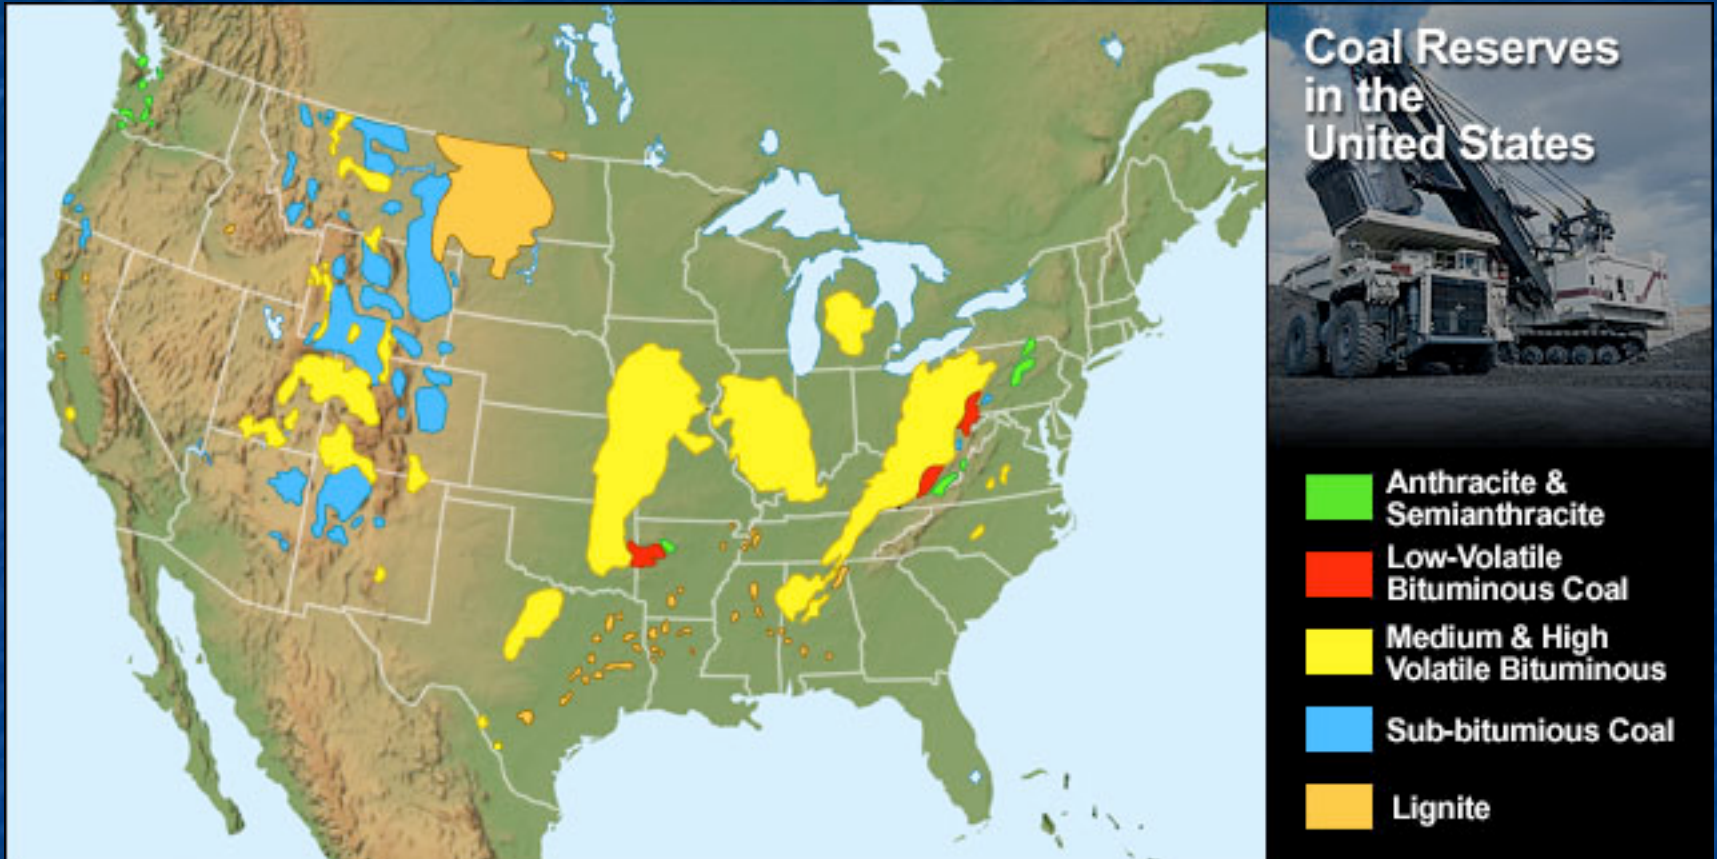 Coal Reserves
in the
United States
Anthracite &
Semianthracite
Low-Volatile
Bituminous Coal
Medium & High
Volatile Bituminous
Sub-bitumious Coal
Lignite